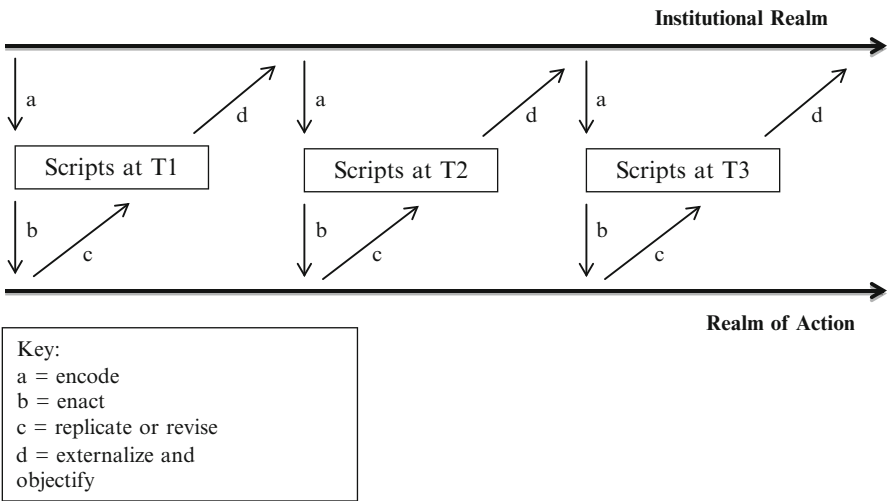 Institutional Realm
a
d
a
d
a
d
Scripts at T1
Scripts at T2
Scripts at T3
b
c
b
c
b
c
Realm of Action
Key:
a = encode
b = enact
c = replicate or revise
d = externalize and
objectify